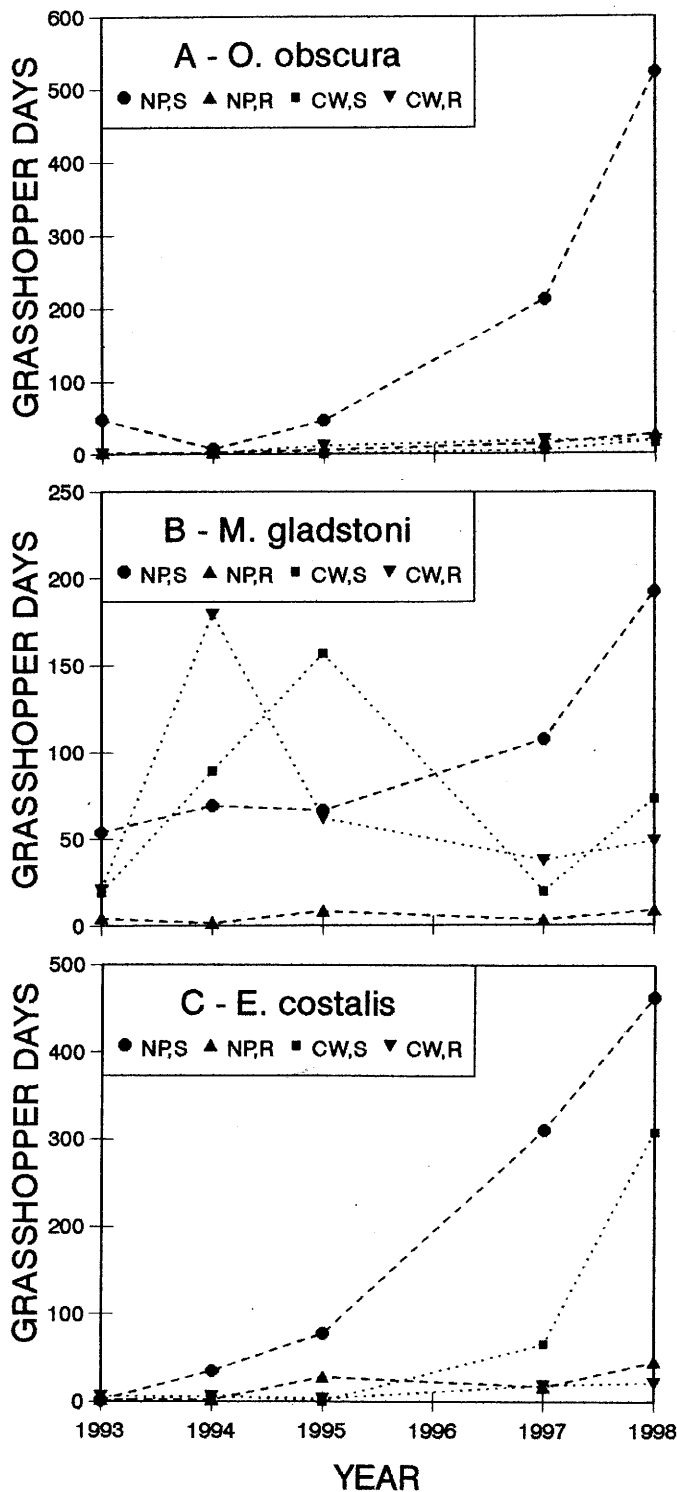 600
A - O. obscura
NP,S NP,R CW,S CW,R
500
400
300
200
100
0
GRASSHOPPER DAYS
250
B - M. gladstoni
NP,S NP,R CW,S CW,R
200
150
100
50
0
GRASSHOPPER DAYS
500
C - E. costalis
NP,S NP,R CW,S CW,R
400
300
200
100
0
GRASSHOPPER DAYS
1993 1994 1995 1996 1997 1998
YEAR